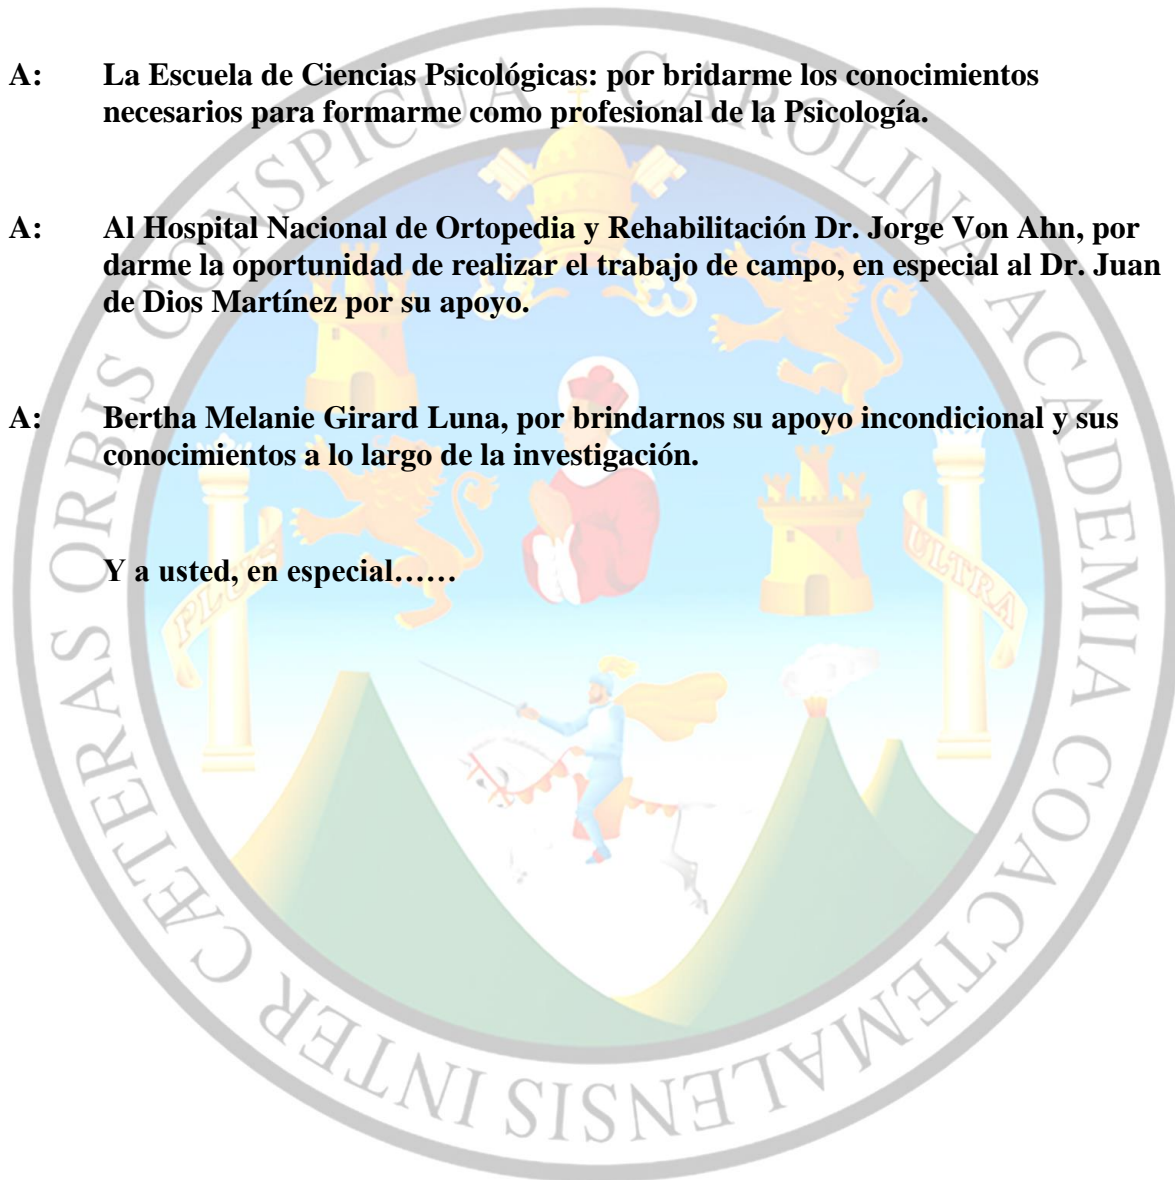 A: La Escuela de Ciencias Psicológicas: por bridarme los conocimientos
necesarios para formarme como profesional de la Psicología.
A: Al Hospital Nacional de Ortopedia y Rehabilitación Dr. Jorge Von Ahn, por
darme la oportunidad de realizar el trabajo de campo, en especial al Dr. Juan
de Dios Martínez por su apoyo.
A: Bertha Melanie Girard Luna, por brindarnos su apoyo incondicional y sus
conocimientos a lo largo de la investigación.
Y a usted, en especial……
CAROLINA ACADEMIA COACTEMALENSIS INTER CÆTERAS ORBIS CONSPICUA
PLUS
ULTRA